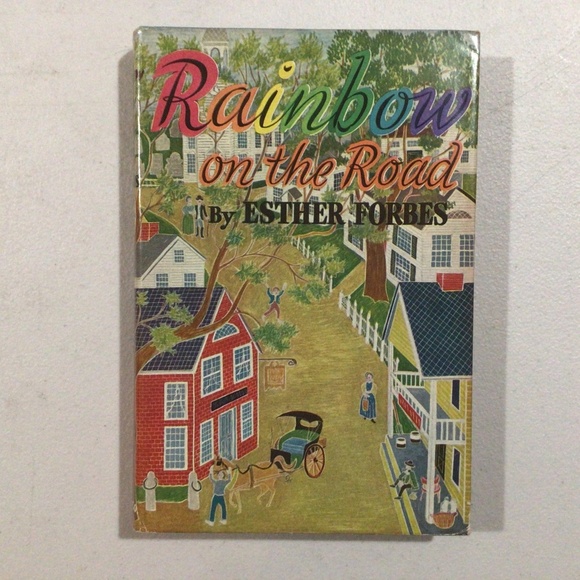 Rainbow
on the Road
By ESTHER FORBES